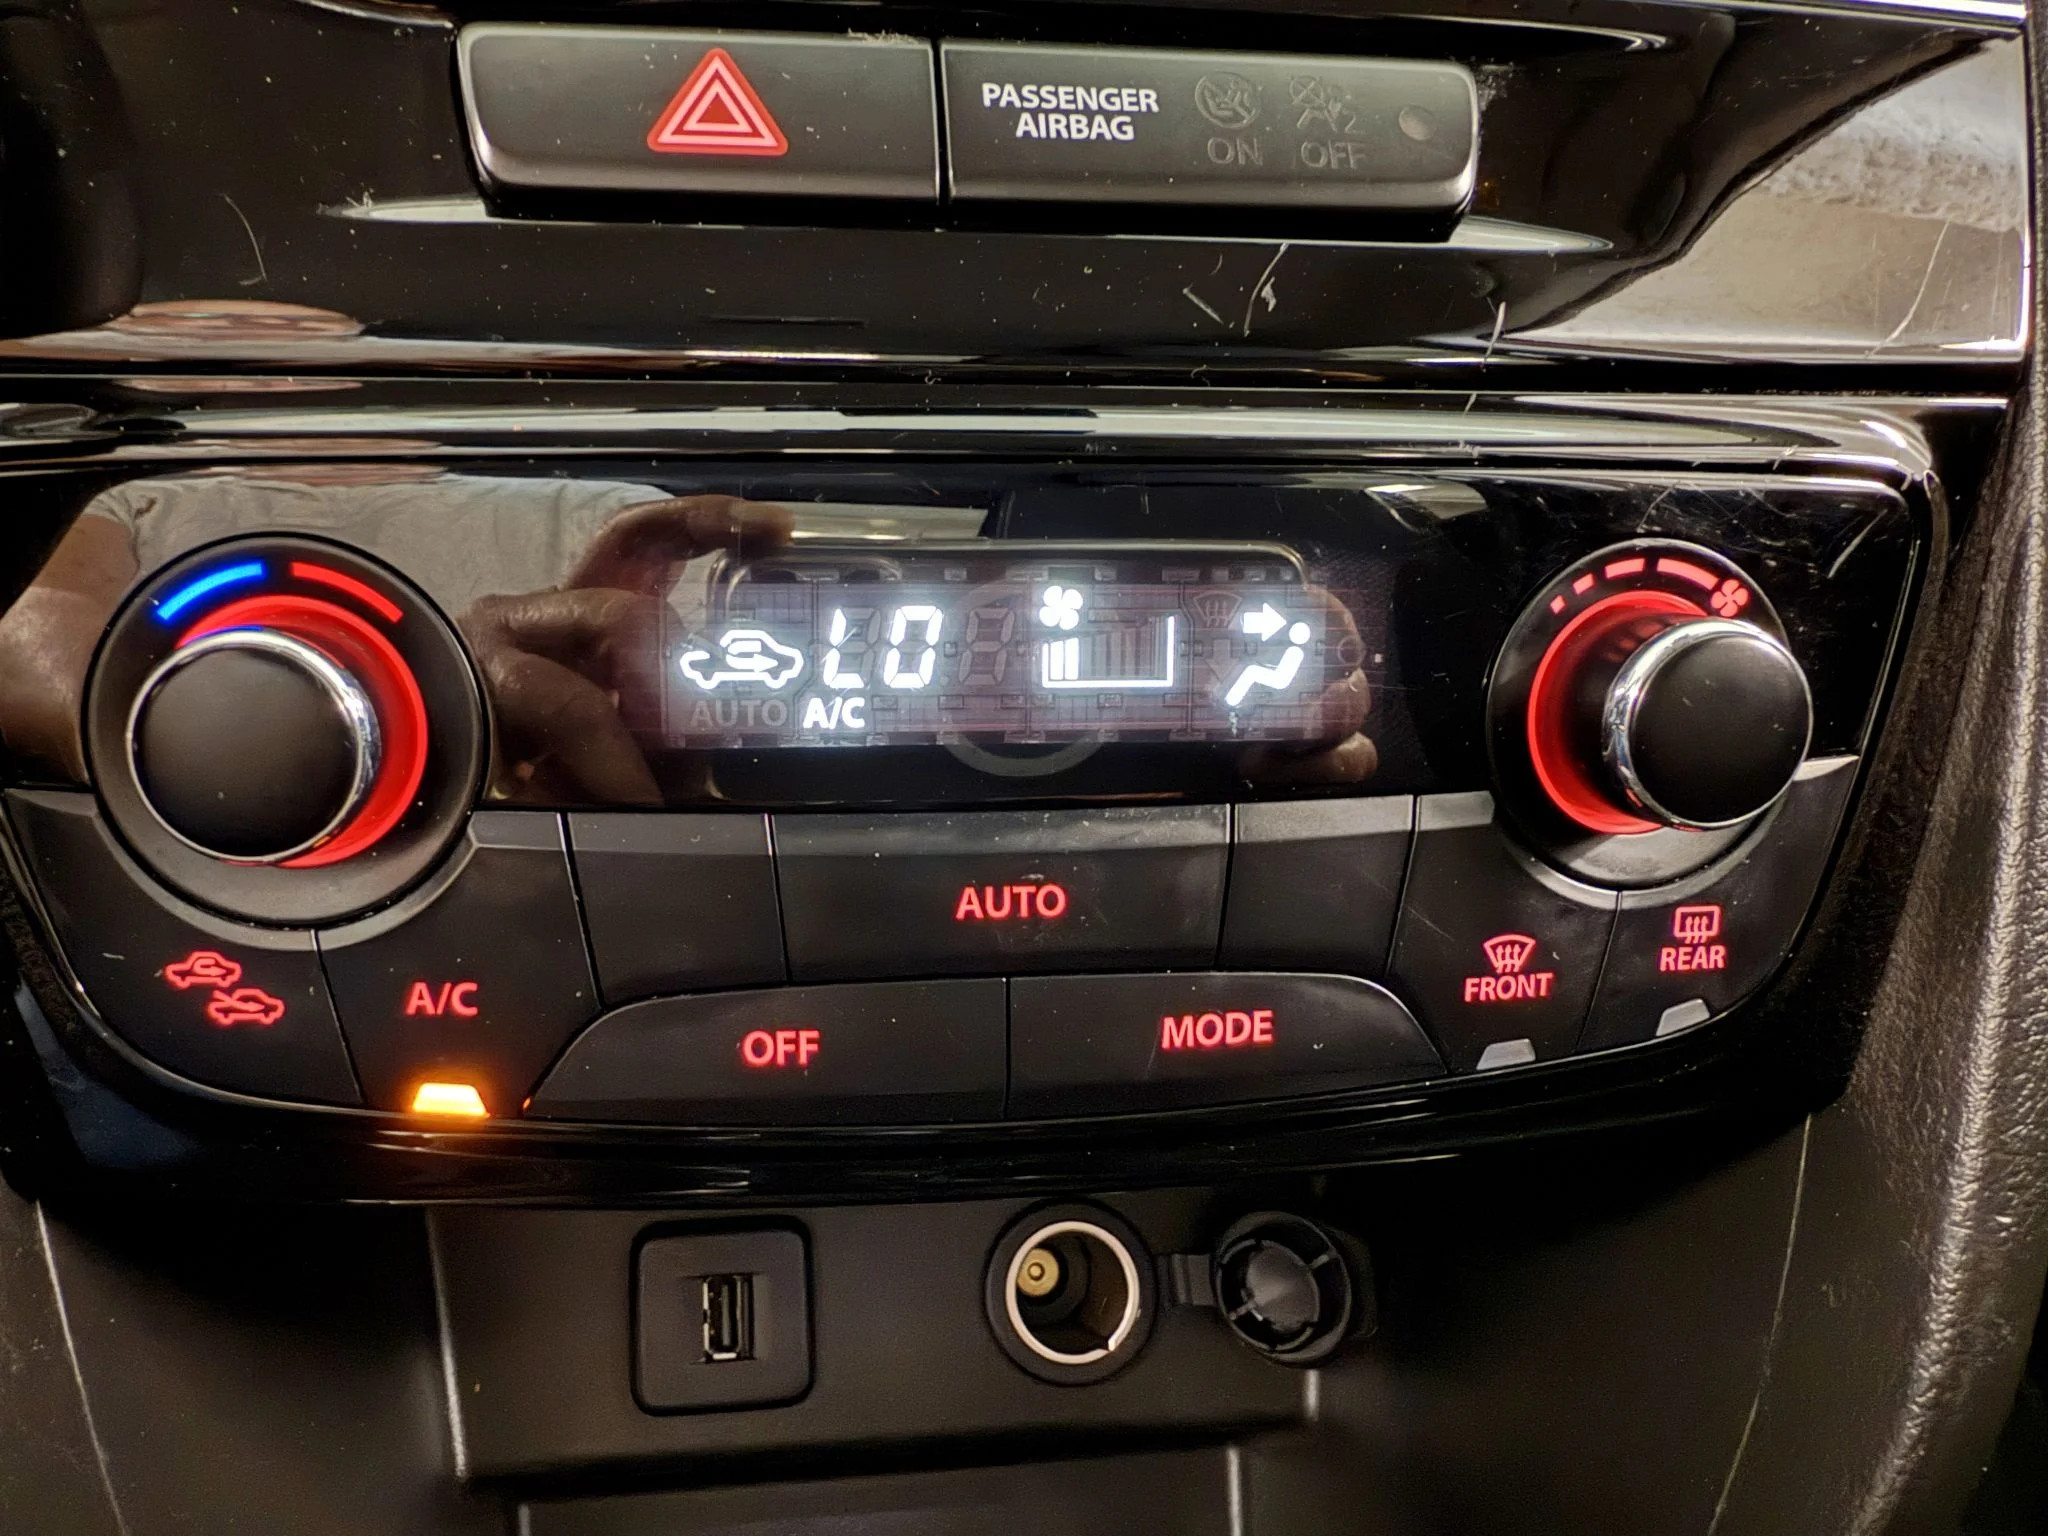 PASSENGER
AIRBAG
ON OFF
LO
AUTO A/C
AUTO
A/C
OFF
MODE
FRONT
REAR